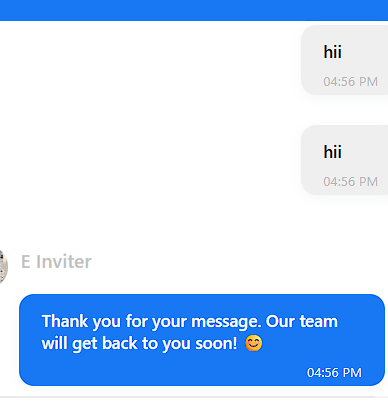 hii
04:56 PM
hii
04:56 PM
E Inviter
Thank you for your message. Our team
will get back to you soon! 😊
04:56 PM